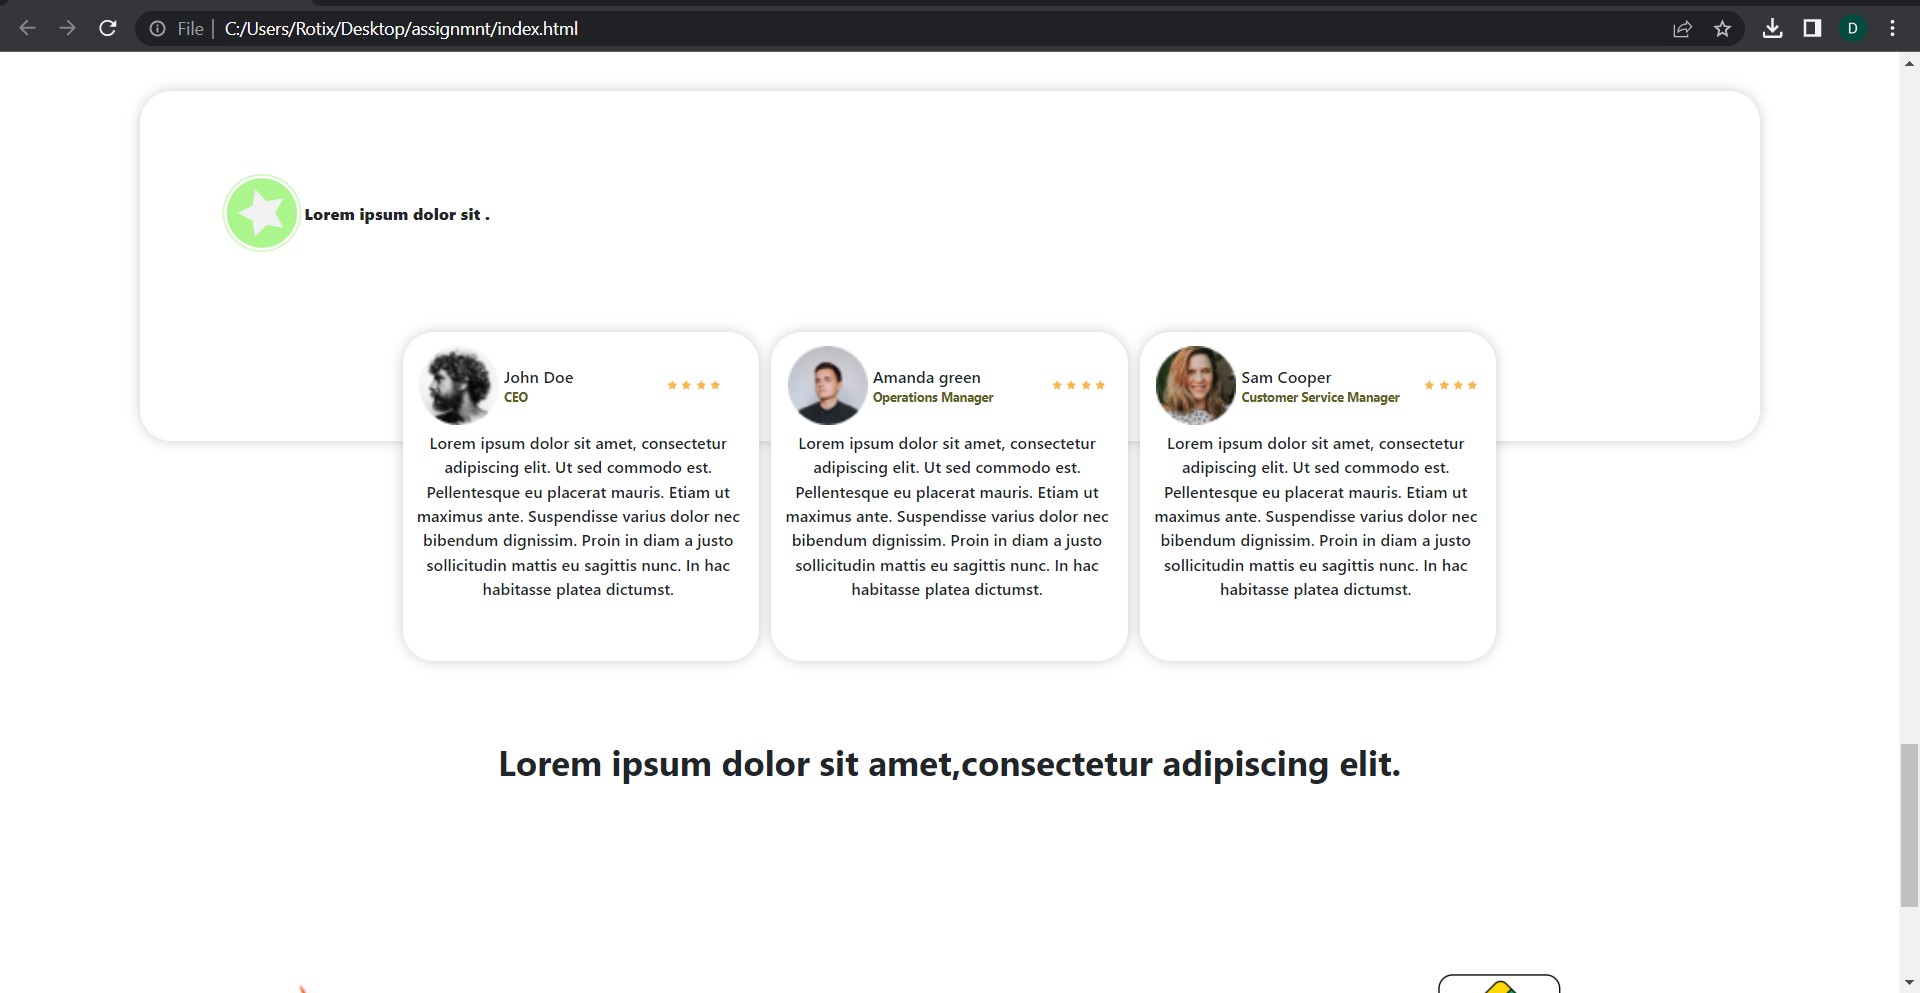 File
C:/Users/Rotix/Desktop/assignmnt/index.html
D
Lorem ipsum dolor sit .
John Doe
CEO
Lorem ipsum dolor sit amet, consectetur
adipiscing elit. Ut sed commodo est.
Pellentesque eu placerat mauris. Etiam ut
maximus ante. Suspendisse varius dolor nec
bibendum dignissim. Proin in diam a justo
sollicitudin mattis eu sagittis nunc. In hac
habitasse platea dictumst.
Amanda green
Operations Manager
Lorem ipsum dolor sit amet, consectetur
adipiscing elit. Ut sed commodo est.
Pellentesque eu placerat mauris. Etiam ut
maximus ante. Suspendisse varius dolor nec
bibendum dignissim. Proin in diam a justo
sollicitudin mattis eu sagittis nunc. In hac
habitasse platea dictumst.
Sam Cooper
Customer Service Manager
Lorem ipsum dolor sit amet, consectetur
adipiscing elit. Ut sed commodo est.
Pellentesque eu placerat mauris. Etiam ut
maximus ante. Suspendisse varius dolor nec
bibendum dignissim. Proin in diam a justo
sollicitudin mattis eu sagittis nunc. In hac
habitasse platea dictumst.
Lorem ipsum dolor sit amet,consectetur adipiscing elit.